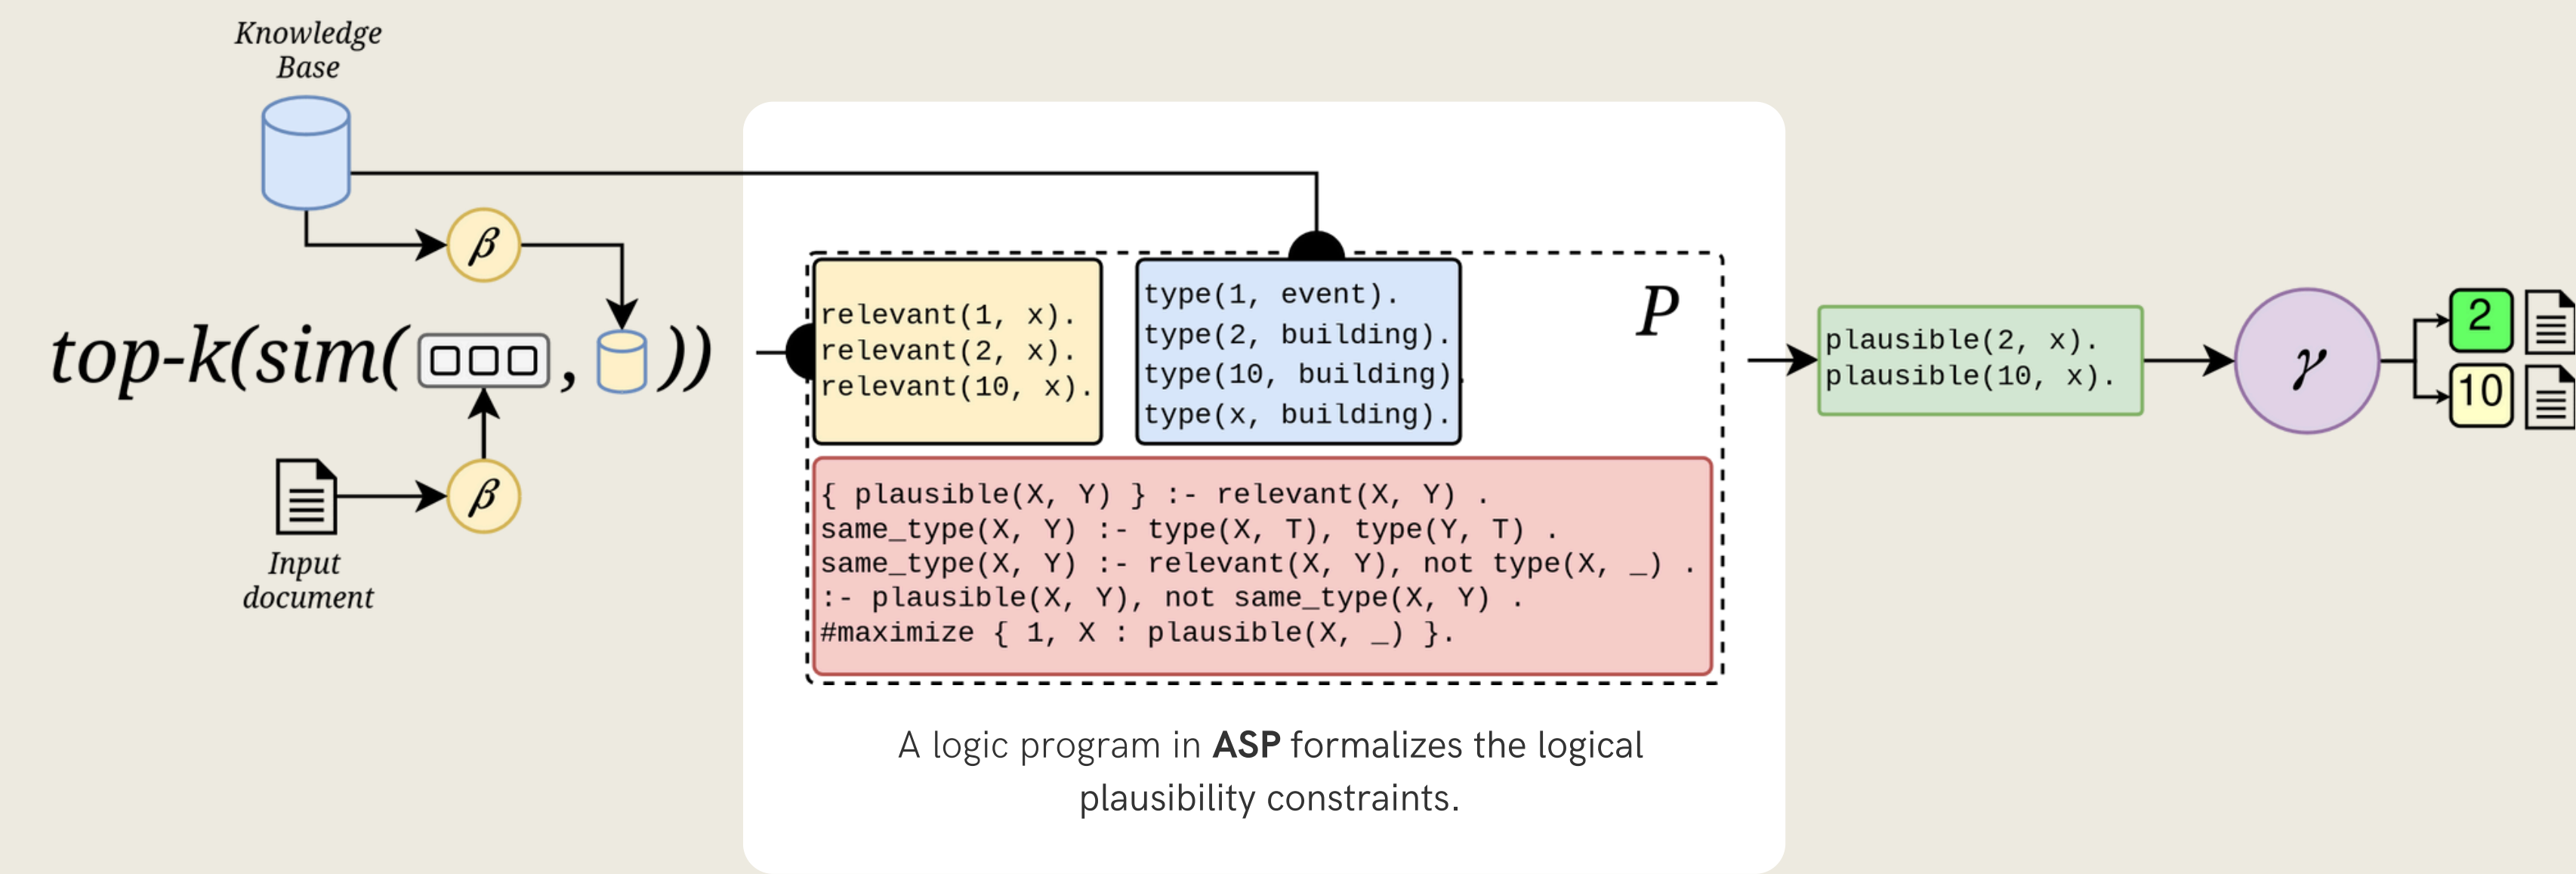 Knowledge
Base
β
top-k(sim( , ))
β
Input
document
relevant(1, x).
relevant(2, x).
relevant(10, x).
type(1, event).
type(2, building).
type(10, building).
type(x, building).
P
{ plausible(X, Y) } :- relevant(X, Y) .
same_type(X, Y) :- type(X, T), type(Y, T) .
same_type(X, Y) :- relevant(X, Y), not type(X, _) .
:- plausible(X, Y), not same_type(X, Y) .
#maximize { 1, X : plausible(X, _) }.
A logic program in ASP formalizes the logical
plausibility constraints.
plausible(2, x).
plausible(10, x).
γ
2
10